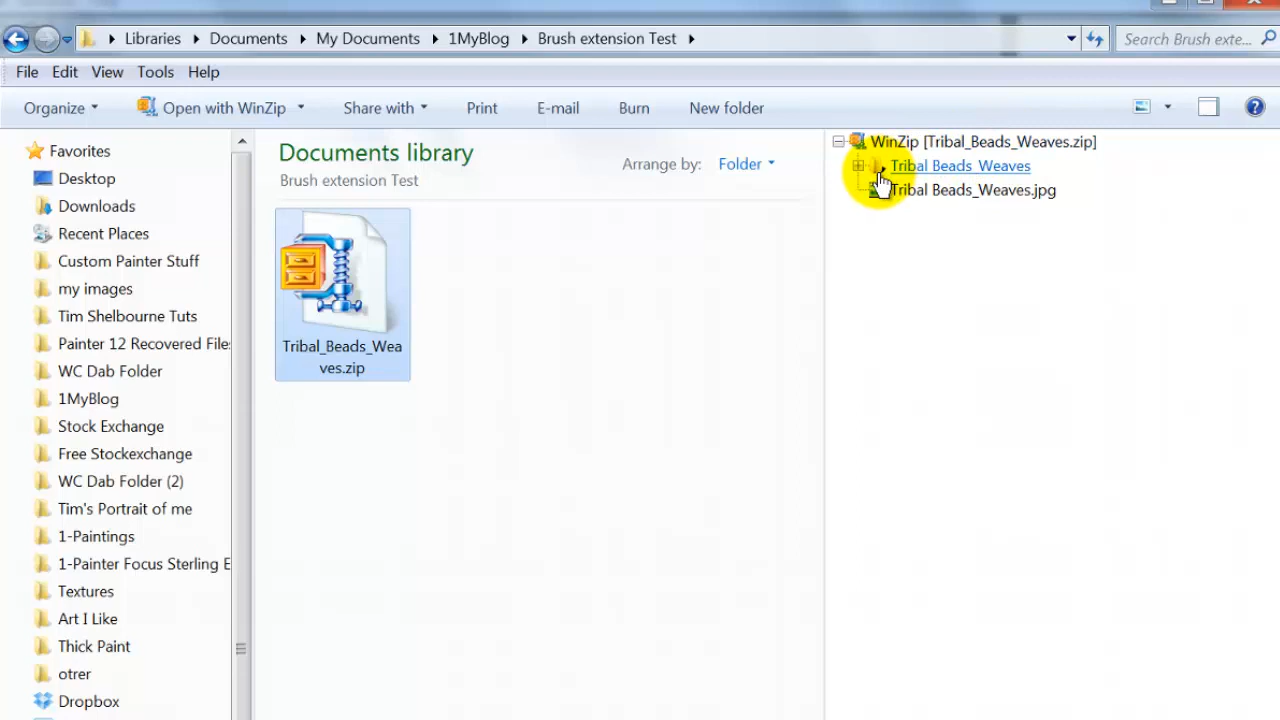 Libraries Documents My Documents 1MyBlog Brush extension Test Search Brush exte...
File Edit View Tools Help
Organize Open with WinZip Share with Print E-mail Burn New folder
Favorites
Desktop
Downloads
Recent Places
Custom Painter Stuff
my images
Tim Shelbourne Tuts
Painter 12 Recovered File
WC Dab Folder
1MyBlog
Stock Exchange
Free Stockexchange
WC Dab Folder (2)
Tim's Portrait of me
1-Paintings
1-Painter Focus Sterling E
Textures
Art I Like
Thick Paint
otrer
Dropbox
Documents library
Brush extension Test
Arrange by: Folder
Tribal_Beads_Wea
ves.zip
WinZip [Tribal_Beads_Weaves.zip]
Tribal Beads_Weaves
Tribal Beads_Weaves.jpg